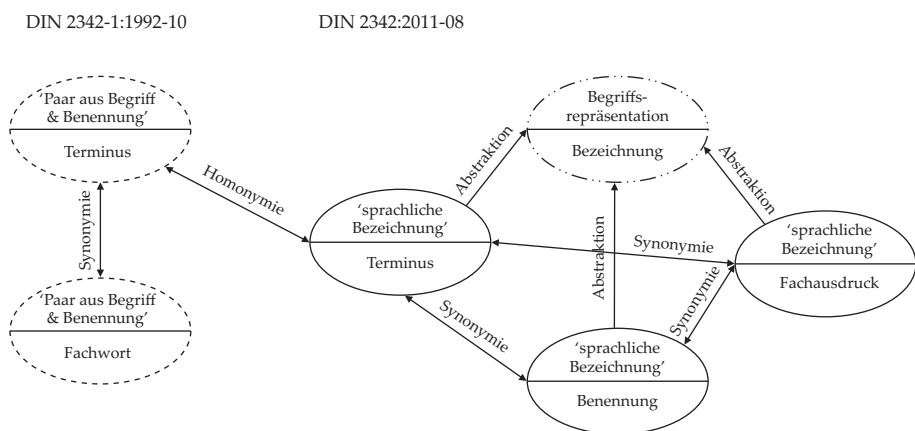 DIN 2342-1:1992-10
DIN 2342:2011-08
‘Paar aus Begriff
& Benennung’
Terminus
Synonymie
‘Paar aus Begriff
& Benennung’
Fachwort
Homonymie
‘sprachliche
Bezeichnung’
Terminus
Abstraktion
Begriffs-
repräsentation
Bezeichnung
Abstraktion
Abstraktion
Synonymie
‘sprachliche
Bezeichnung’
Fachausdruck
Synonymie
Synonymie
‘sprachliche
Bezeichnung’
Benennung